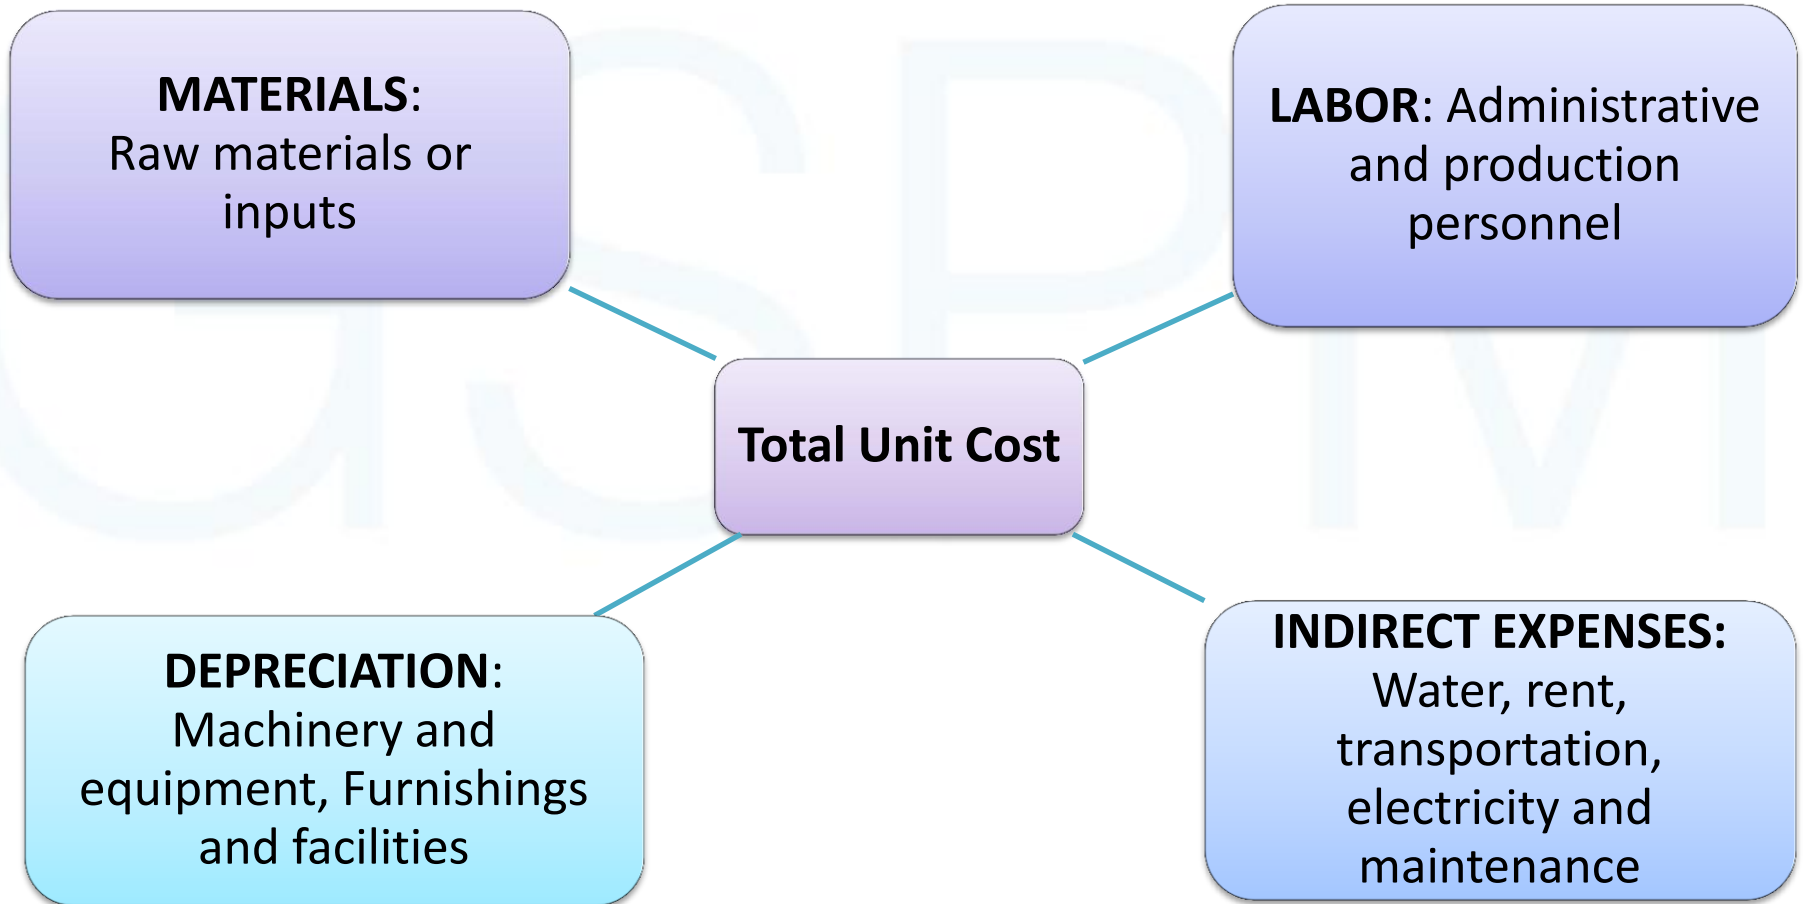 MATERIALS:
Raw materials or
inputs
LABOR: Administrative
and production
personnel
Total Unit Cost
DEPRECIATION:
Machinery and
equipment, Furnishings
and facilities
INDIRECT EXPENSES:
Water, rent,
transportation,
electricity and
maintenance
GSPM